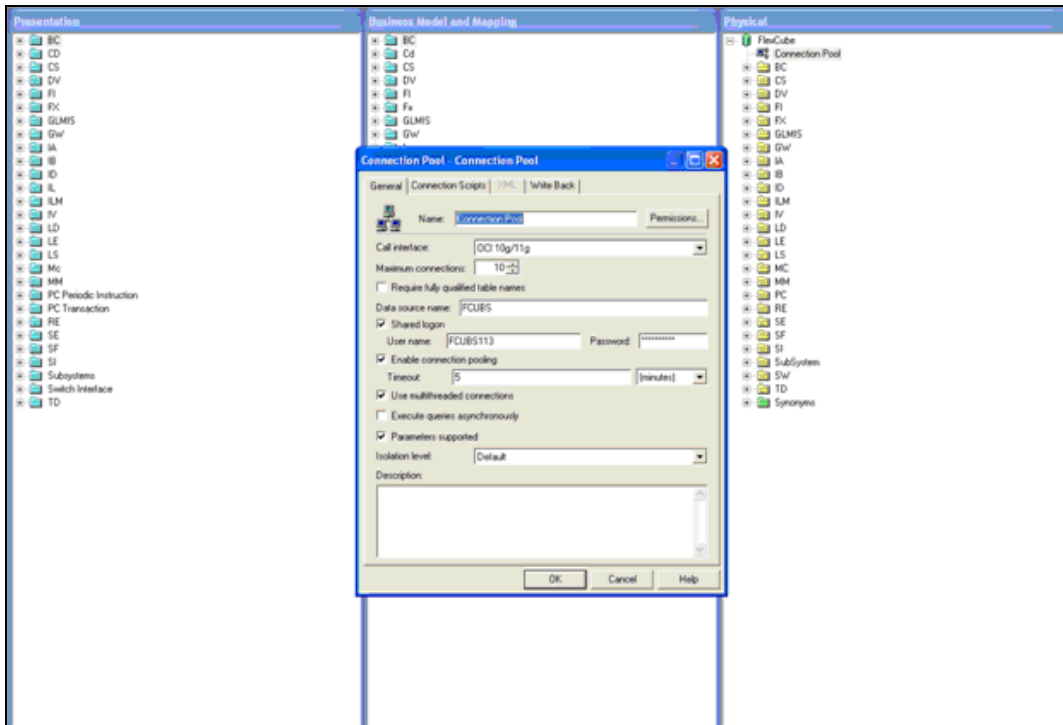 Presentation
BC
CD
CS
DV
FI
FX
GLMIS
GW
IA
IB
ID
IL
ILM
IV
LD
LE
LS
Mc
MM
PC Periodic Instruction
PC Transaction
RE
SE
SF
SI
Subsystems
Switch Interface
TD
Business Model and Mapping
BC
Cd
CS
DV
FI
Fx
GLMIS
GW
Physical
FlexCube
Connection Pool
BC
CS
DV
FI
FX
GLMIS
GW
IA
IB
ID
ILM
IV
LD
LE
LS
MC
MM
PC
RE
SE
SF
SI
SubSystem
SW
TD
Synonyms
Connection Pool - Connection Pool
General Connection Scripts XML Write Back
Name: Connection Pool Permissions...
Call interface: OCI 10g/11g
Maximum connections: 10
Require fully qualified table names
Data source name: FCUBS
Shared logon
User name: FCUBS113 Password: **********
Enable connection pooling
Timeout: 5 (minutes)
Use multithreaded connections
Execute queries asynchronously
Parameters supported
Isolation level: Default
Description:
OK Cancel Help